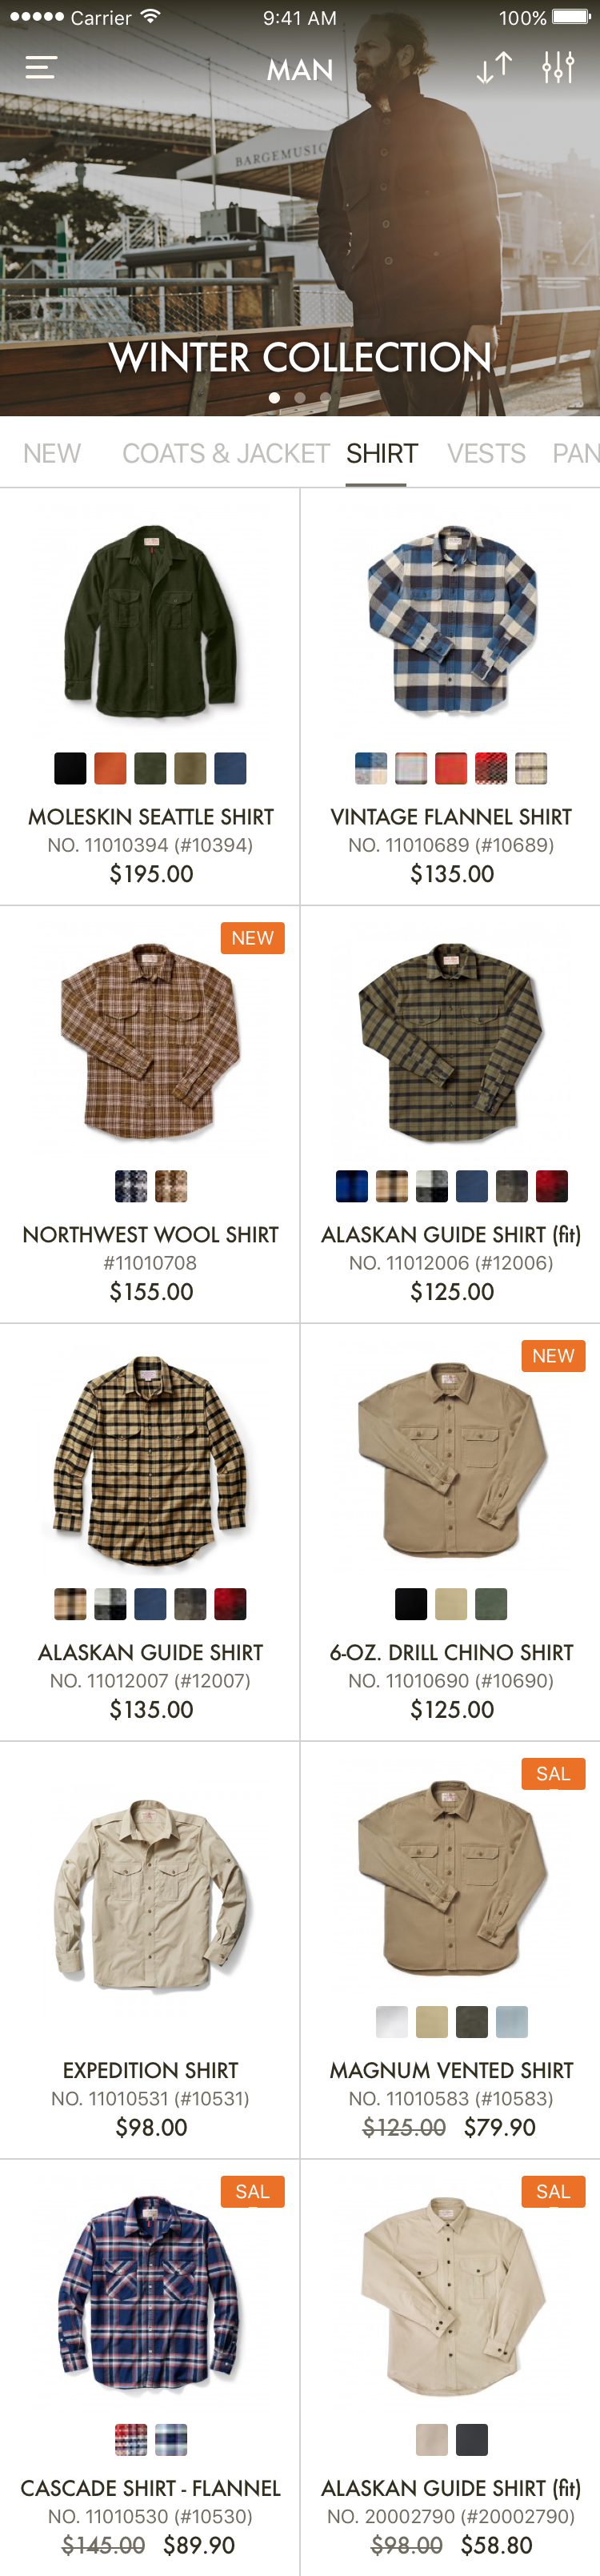 Carrier 9:41 AM 100%
MAN
BARGEMUSIC
WINTER COLLECTION
NEW COATS & JACKET SHIRT VESTS PAN
MOLESKIN SEATTLE SHIRT
NO. 11010394 (#10394)
$195.00
VINTAGE FLANNEL SHIRT
NO. 11010689 (#10689)
$135.00
NEW
NORTHWEST WOOL SHIRT
#11010708
$155.00
ALASKAN GUIDE SHIRT (fit)
NO. 11012006 (#12006)
$125.00
ALASKAN GUIDE SHIRT
NO. 11012007 (#12007)
$135.00
NEW
6-OZ. DRILL CHINO SHIRT
NO. 11010690 (#10690)
$125.00
EXPEDITION SHIRT
NO. 11010531 (#10531)
$98.00
SAL
MAGNUM VENTED SHIRT
NO. 11010583 (#10583)
$125.00 $79.90
SAL
CASCADE SHIRT - FLANNEL
NO. 11010530 (#10530)
$145.00 $89.90
SAL
ALASKAN GUIDE SHIRT (fit)
NO. 20002790 (#20002790)
$98.00 $58.80